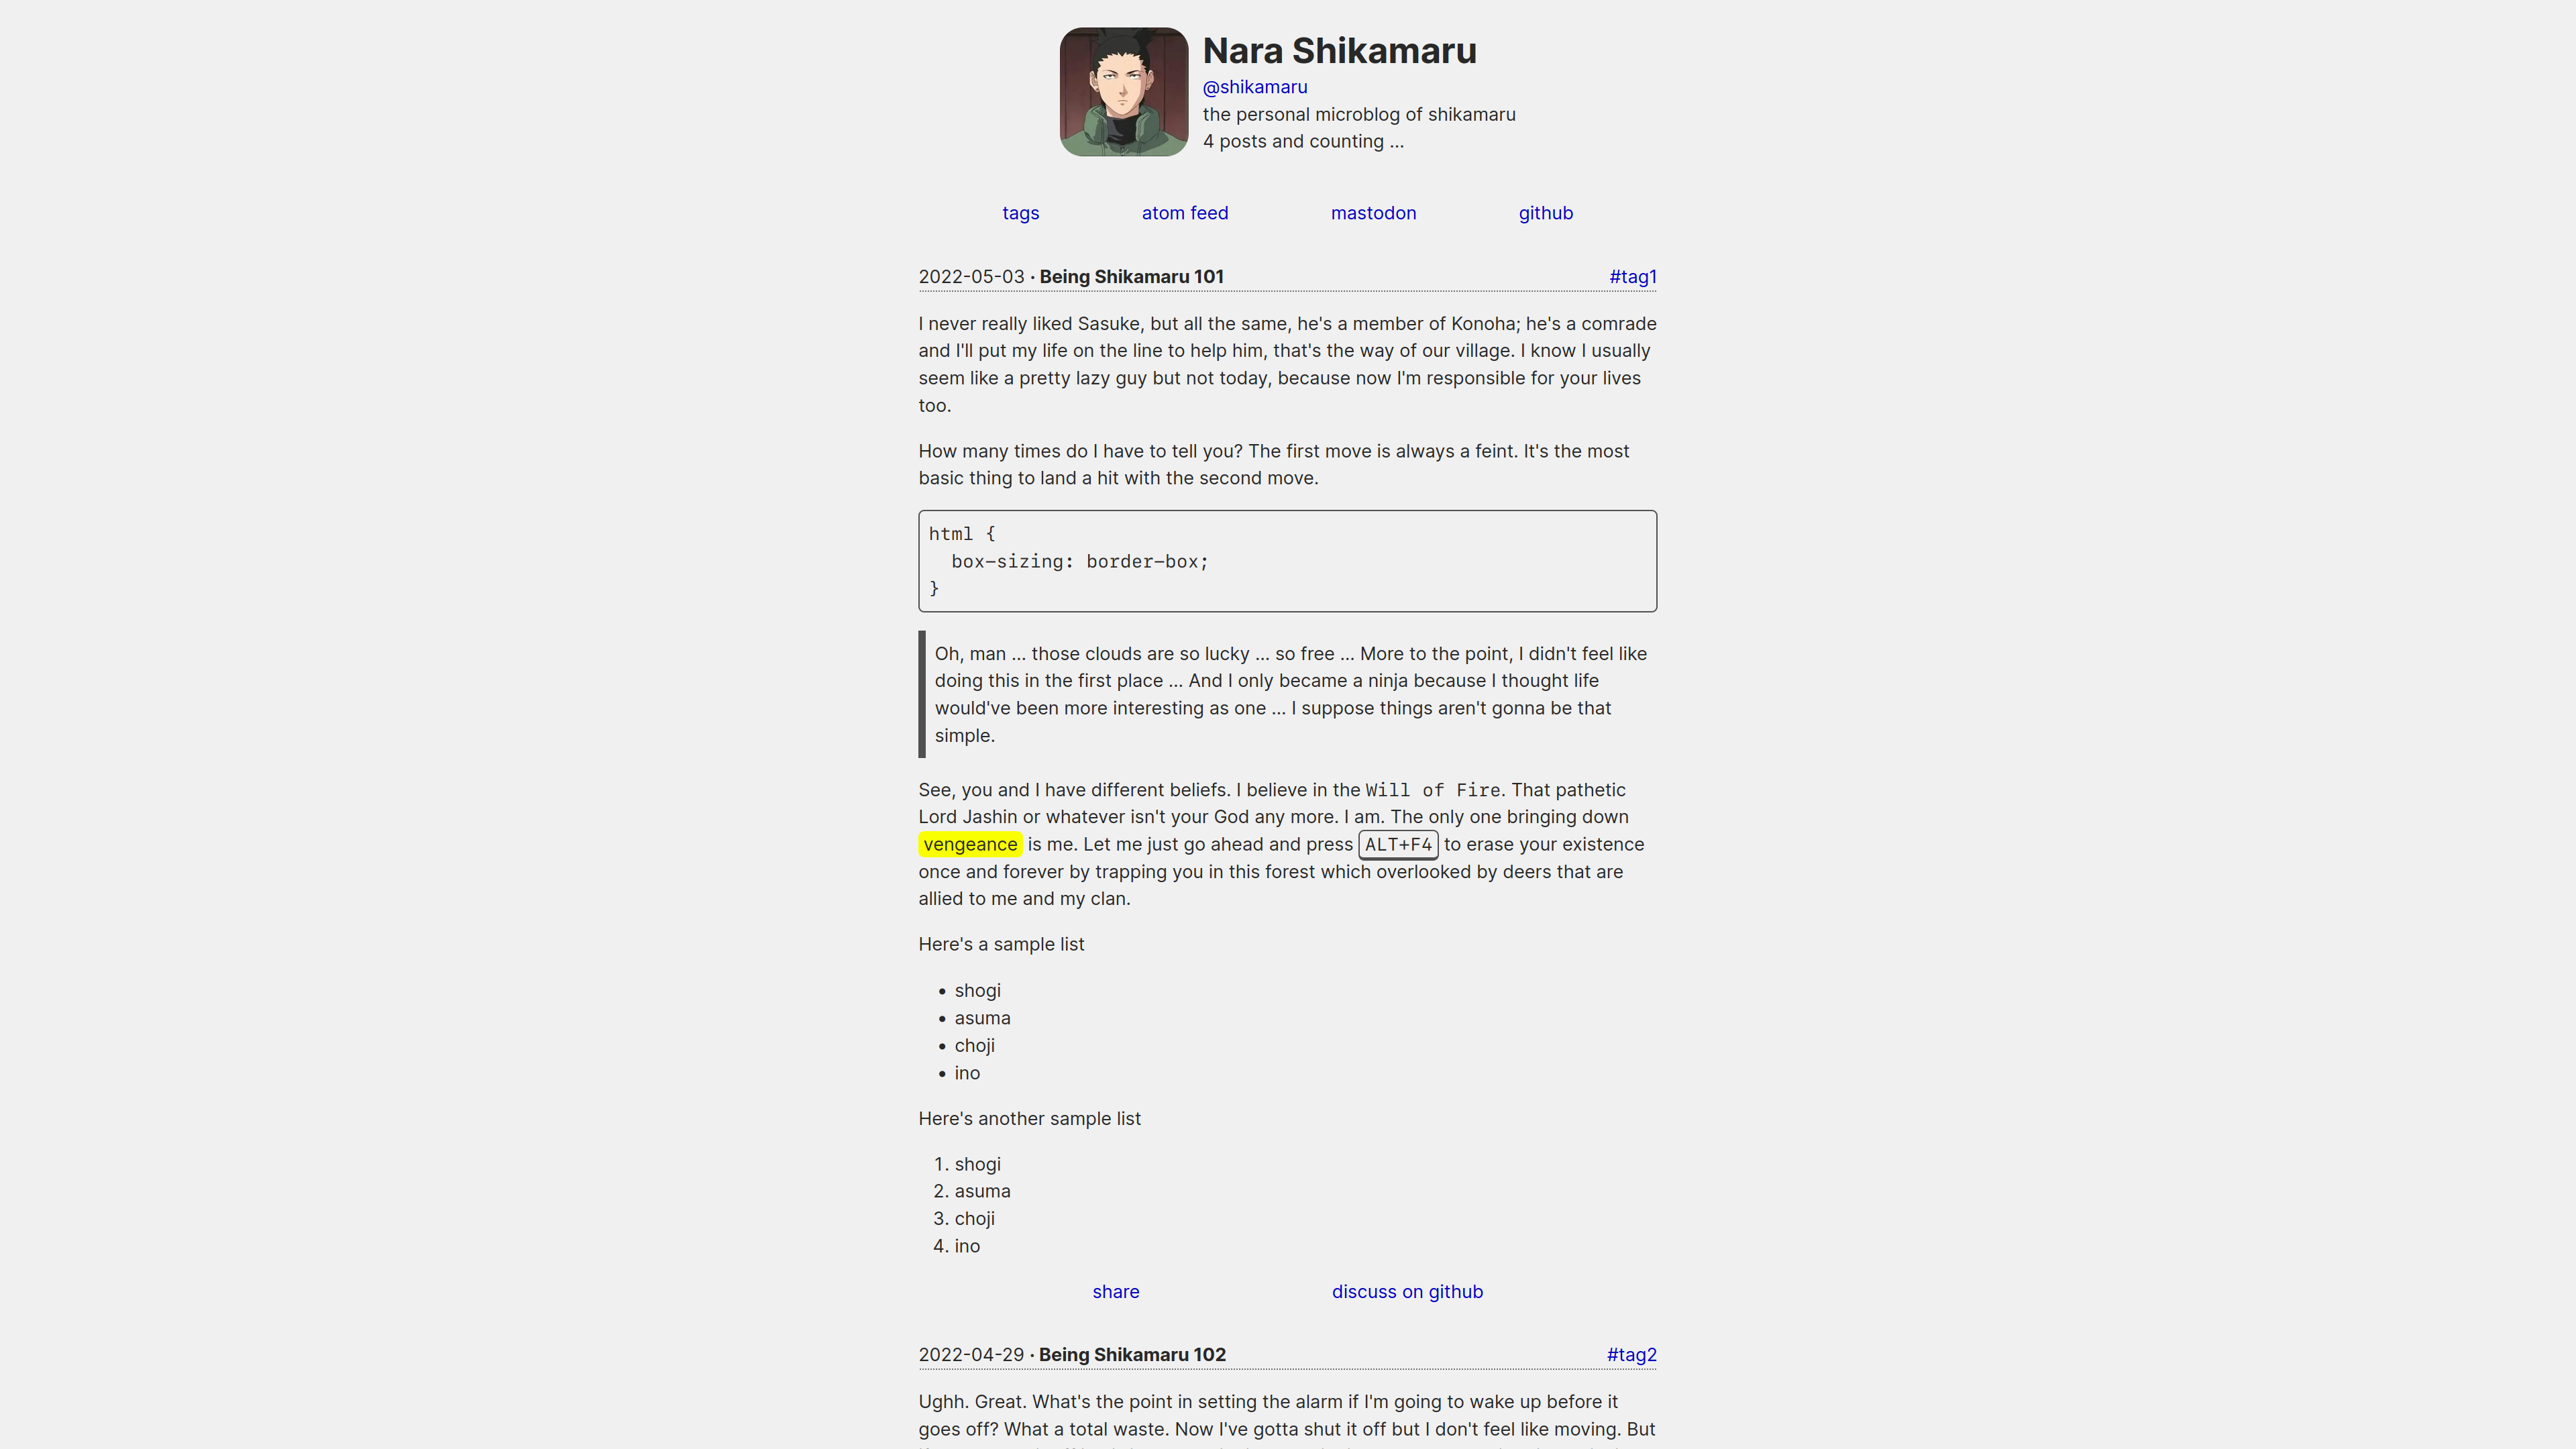 Nara Shikamaru
@shikamaru
the personal microblog of shikamaru
4 posts and counting ...
tags atom feed mastodon github
2022-05-03 · Being Shikamaru 101 #tag1
I never really liked Sasuke, but all the same, he's a member of Konoha; he's a comrade
and I'll put my life on the line to help him, that's the way of our village. I know I usually
seem like a pretty lazy guy but not today, because now I'm responsible for your lives
too.
How many times do I have to tell you? The first move is always a feint. It's the most
basic thing to land a hit with the second move.
html {
  box-sizing: border-box;
}
Oh, man ... those clouds are so lucky ... so free ... More to the point, I didn't feel like
doing this in the first place ... And I only became a ninja because I thought life
would've been more interesting as one ... I suppose things aren't gonna be that
simple.
See, you and I have different beliefs. I believe in the Will of Fire. That pathetic
Lord Jashin or whatever isn't your God any more. I am. The only one bringing down
vengeance is me. Let me just go ahead and press ALT+F4 to erase your existence
once and forever by trapping you in this forest which overlooked by deers that are
allied to me and my clan.
Here's a sample list
• shogi
• asuma
• choji
• ino
Here's another sample list
1. shogi
2. asuma
3. choji
4. ino
share discuss on github
2022-04-29 · Being Shikamaru 102 #tag2
Ughh. Great. What's the point in setting the alarm if I'm going to wake up before it
goes off? What a total waste. Now I've gotta shut it off but I don't feel like moving. But